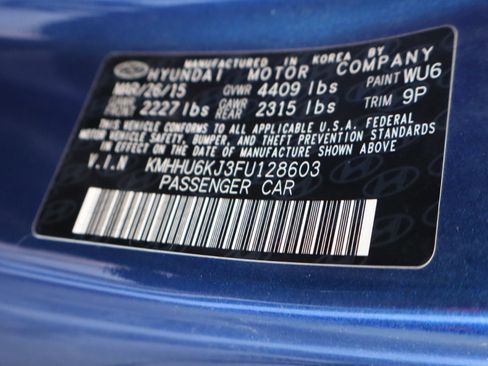 MANUFACTURED IN KOREA BY
HYUNDAI MOTOR COMPANY
MAR/26/15 GVWR 4409 lbs PAINT WU6
2227 lbs GAWR REAR 2315 lbs TRIM 9P
THIS VEHICLE CONFORMS TO ALL APPLICABLE U.S.A. FEDERAL
MOTOR VEHICLE SAFETY, BUMPER, AND THEFT PREVENTION STANDARDS
IN EFFECT ON THE DATE OF MANUFACTURE SHOWN ABOVE
V.I.N KMHHU6KJ3FU128603
PASSENGER CAR